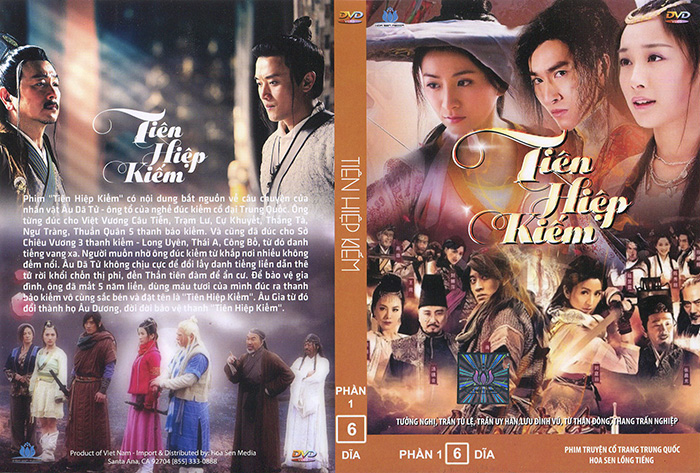 DVD
Tiên
Hiệp
Kiếm
Phim "Tiên Hiệp Kiếm" có nội dung bắt nguồn về câu chuyện của
nhân vật Âu Dã Tử - ông tổ của nghề đúc kiếm cổ đại Trung Quốc. Ông
từng đúc cho Việt Vương Câu Tiễn, Trạm Lư, Cự Khuyết, Thắng Tà,
Ngư Tràng, Thuần Quân 5 thanh bảo kiếm. Và cũng đã đúc cho Sở
Chiêu Vương 3 thanh kiếm - Long Uyên, Thái A, Công Bố, từ đó danh
tiếng vang xa. Người muốn nhờ ông đúc kiếm từ khắp nơi nhiều không
đếm nổi. Âu Dã Tử không chịu cực để đổi lấy danh tiếng liền dẫn thê
tử rời khỏi chốn thị phi, đến Thần tiên đảm để ẩn cư. Để bảo vệ gia
đình, ông đã mất 5 năm liền, dùng máu tươi của mình đúc ra thanh
bảo kiếm vô cùng sắc bén và đặt tên là "Tiên Hiệp Kiếm". Âu Gia từ đó
đổi thành họ Âu Dương, đời đời bảo vệ thanh "Tiên Hiệp Kiếm".
Product of Viet Nam - Import & Distributed by: Hoa Sen Media
Santa Ana, CA 92704 (855) 333-0868
DVD
TIÊN HIỆP KIẾM
PHẦN
1
6
DĨA
DVD
Tiên
Hiệp
Kiếm
TƯỞNG NGHỊ, TRẦN TÚ LỆ, TRẦN UY HÀN, LƯU ĐÌNH VŨ, TỪ THẬN ĐÔNG, THANG TRẤN NGHIỆP
PHẦN 1 6 DĨA
PHIM TRUYỆN CỔ TRANG TRUNG QUỐC
HOA SEN LỒNG TIẾNG